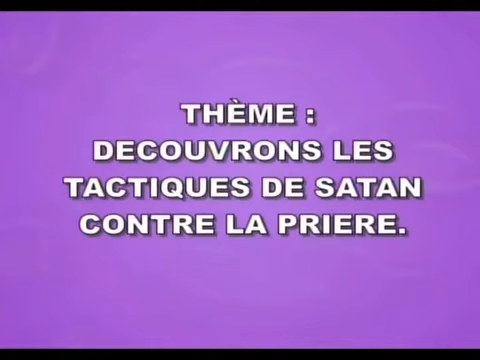 THÈME :
DECOUVRONS LES
TACTIQUES DE SATAN
CONTRE LA PRIERE.